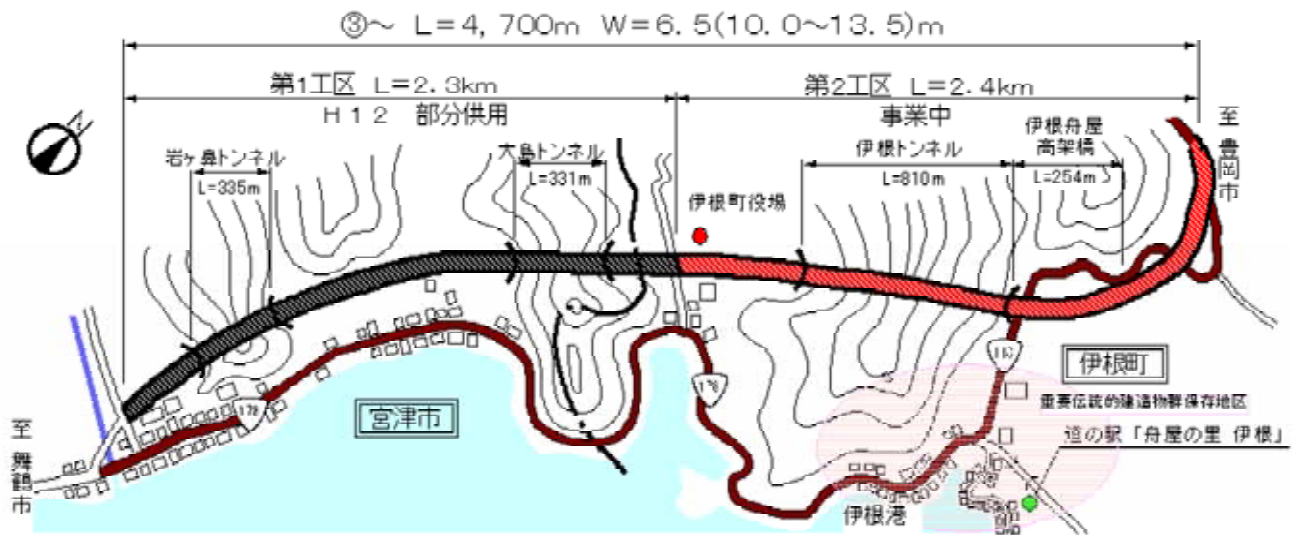 ③～ L＝4,700m W＝6.5(10.0～13.5)m
第1工区 L＝2.3km
第2工区 L＝2.4km
H12 部分供用
事業中
至 豊岡市
岩ヶ鼻トンネル
L=335m
大島トンネル
L=331m
伊根トンネル
L=810m
伊根舟屋
高架橋
L=254m
伊根町役場
伊根町
178
178
宮津市
重要伝統的建造物群保存地区
道の駅「舟屋の里 伊根」
至 舞鶴市
伊根港